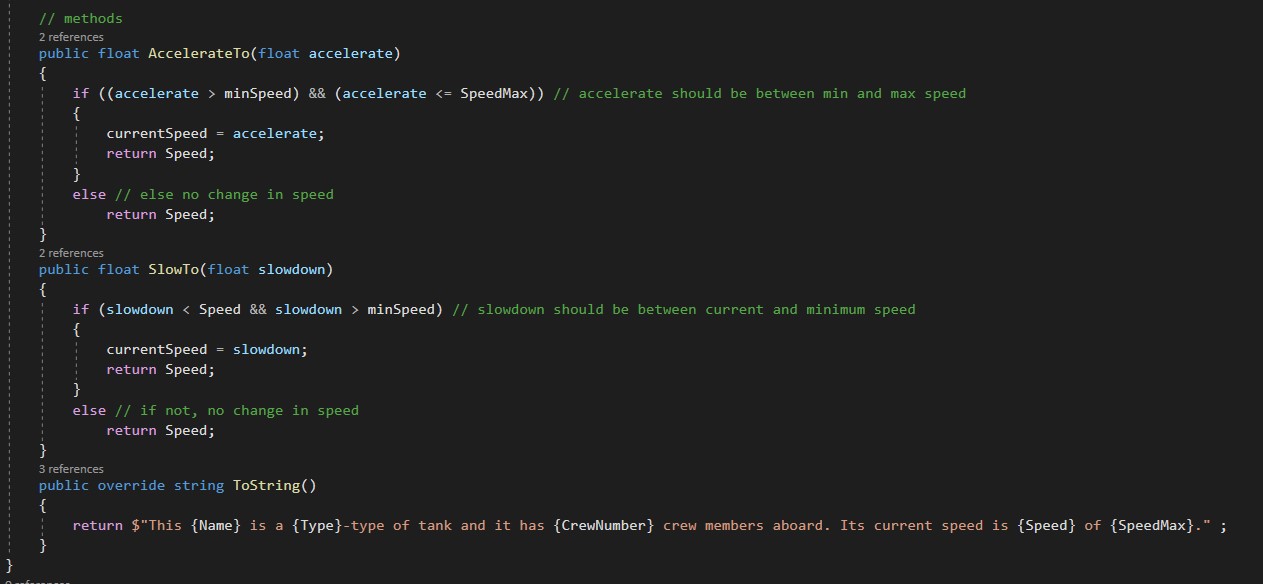 // methods
2 references
public float AccelerateTo(float accelerate)
{
if ((accelerate > minSpeed) && (accelerate <= SpeedMax)) // accelerate should be between min and max speed
{
currentSpeed = accelerate;
return Speed;
}
else // else no change in speed
return Speed;
}
2 references
public float SlowTo(float slowdown)
{
if (slowdown < Speed && slowdown > minSpeed) // slowdown should be between current and minimum speed
{
currentSpeed = slowdown;
return Speed;
}
else // if not, no change in speed
return Speed;
}
3 references
public override string ToString()
{
return $"This {Name} is a {Type}-type of tank and it has {CrewNumber} crew members aboard. Its current speed is {Speed} of {SpeedMax}." ;
}
}